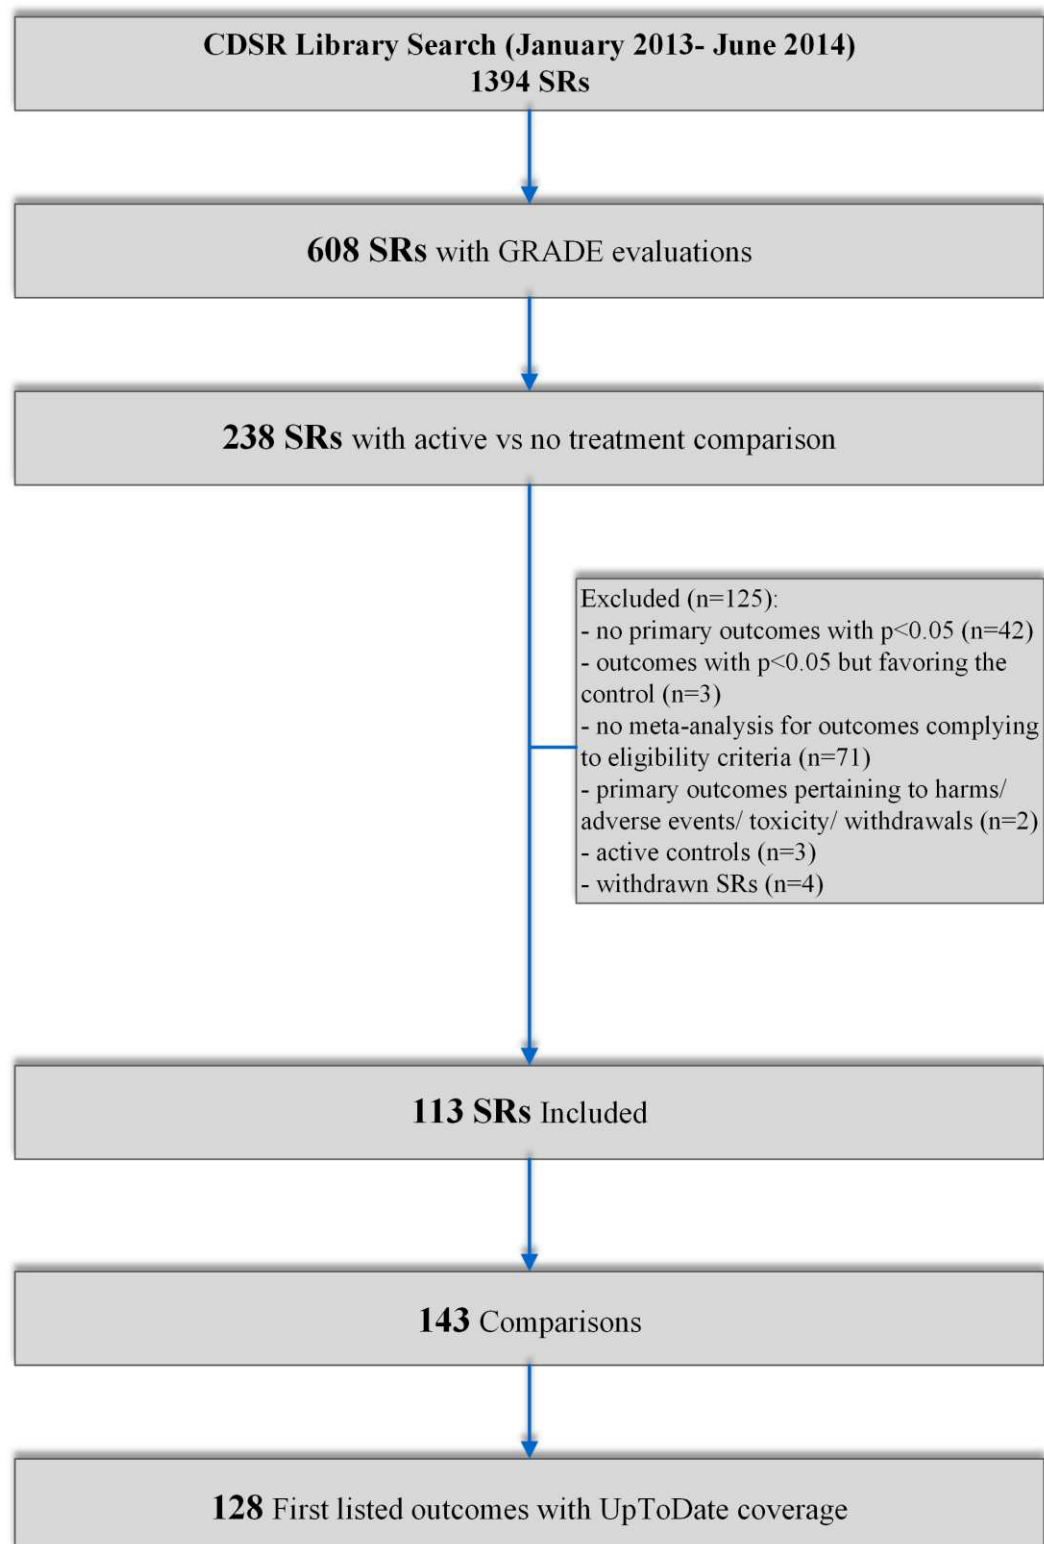 CDSR Library Search (January 2013- June 2014)
1394 SRs
608 SRs with GRADE evaluations
238 SRs with active vs no treatment comparison
Excluded (n=125):
- no primary outcomes with p<0.05 (n=42)
- outcomes with p<0.05 but favoring the
control (n=3)
- no meta-analysis for outcomes complying
to eligibility criteria (n=71)
- primary outcomes pertaining to harms/
adverse events/ toxicity/ withdrawals (n=2)
- active controls (n=3)
- withdrawn SRs (n=4)
113 SRs Included
143 Comparisons
128 First listed outcomes with UpToDate coverage